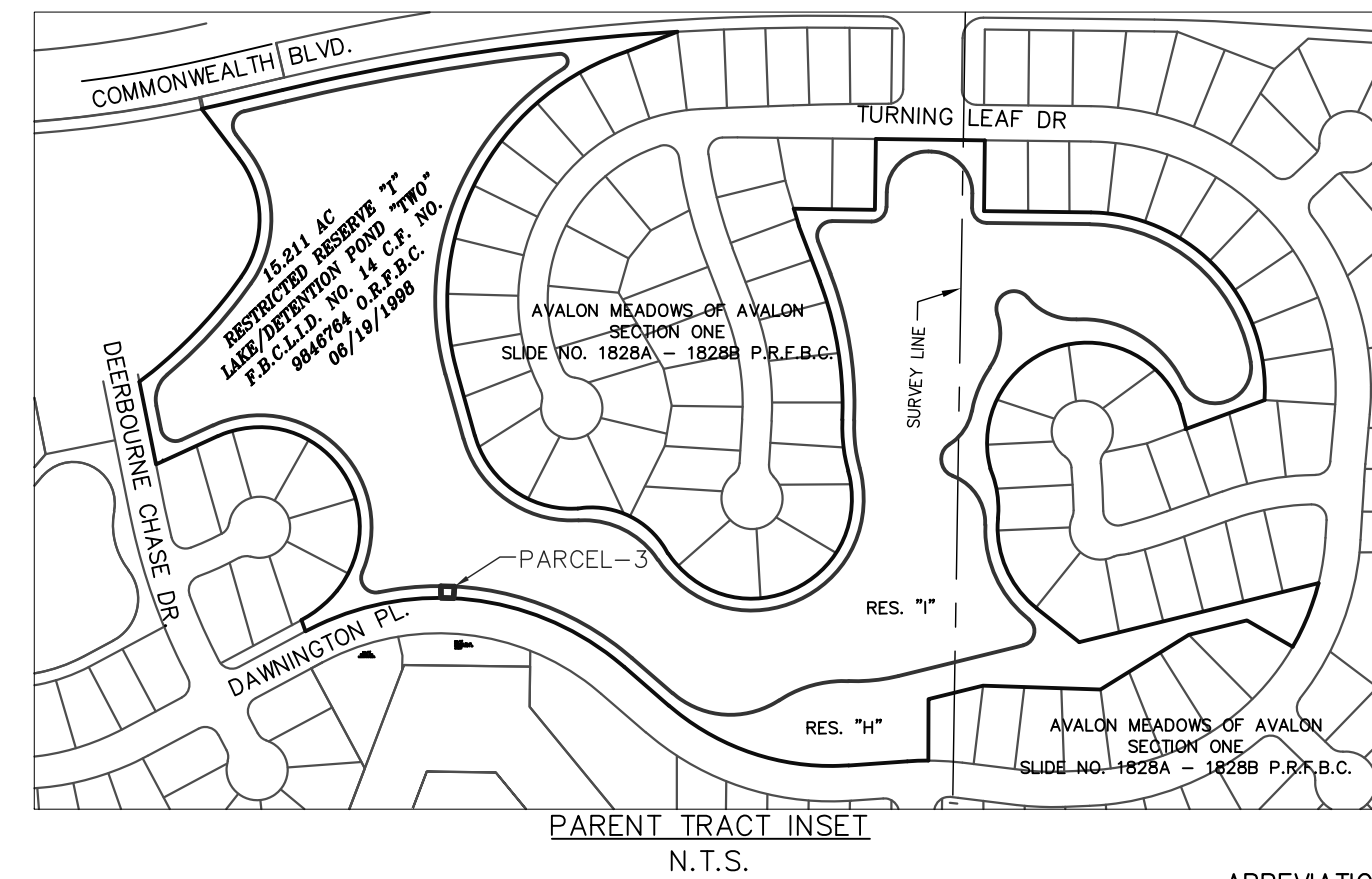 COMMONWEALTH BLVD.
TURNING LEAF DR
15.211 AC
RESTRICTED RESERVE "I"
LAKE/DETENTION POND "TWO"
F.B.C.L.I.D. NO. 14 C.F. NO.
9846764 O.R.F.B.C.
06/19/1998
AVALON MEADOWS OF AVALON
SECTION ONE
SLIDE NO. 1828A – 1828B P.R.F.B.C.
SURVEY LINE
DEERBOURNE CHASE DR.
PARCEL–3
DAWNINGTON PL.
RES. "I"
RES. "H"
AVALON MEADOWS OF AVALON
SECTION ONE
SLIDE NO. 1828A – 1828B P.R.F.B.C.
PARENT TRACT INSET
N.T.S.